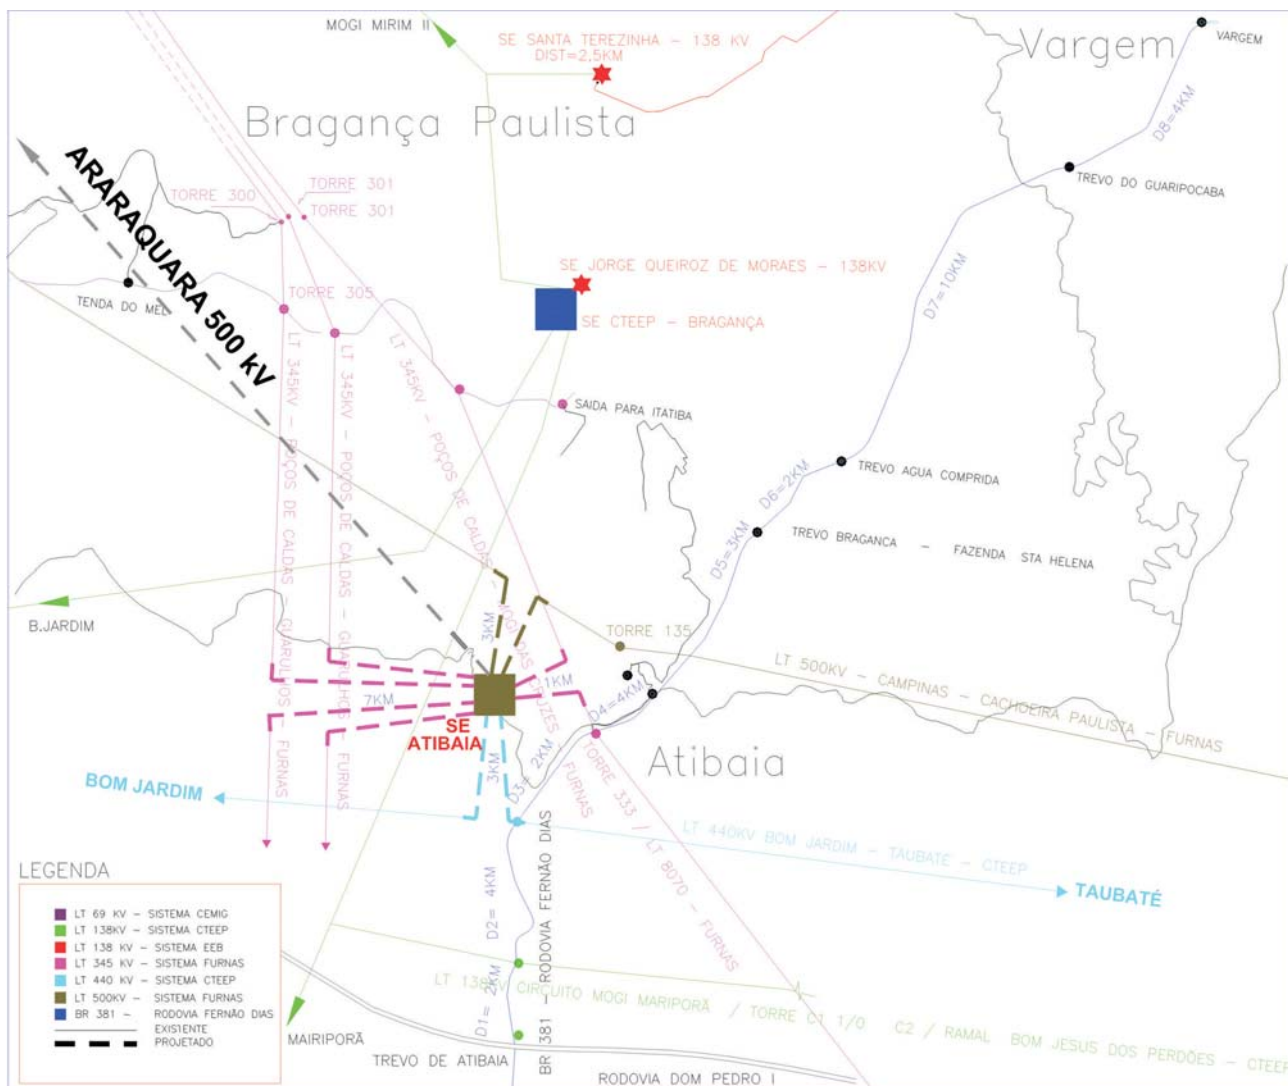 MOGI MIRIM II
SE SANTA TEREZINHA - 138 KV
DIST=2,5KM
Vargem
VARGEM
Bragança Paulista
D8=4KM
ARARAQUARA 500 kV
TORRE 300
TORRE 301
TORRE 301
TREVO DO GUARIPOCABA
SE JORGE QUEIROZ DE MORAES - 138KV
TENDA DO MEL
TORRE 305
SE CTEEP - BRAGANÇA
D7=10KM
LT 345KV - POÇOS DE CALDAS - GUARULHOS - FURNAS
LT 345KV - POÇOS DE CALDAS - GUARULHOS - FURNAS
LT 345KV - POÇOS DE CALDAS - MOGI DAS CRUZES - FURNAS
SAIDA PARA ITATIBA
TREVO AGUA COMPRIDA
D6=2KM
TREVO BRAGANCA - FAZENDA STA HELENA
D5=3KM
B.JARDIM
3KM
TORRE 135
LT 500KV - CAMPINAS - CACHOEIRA PAULISTA - FURNAS
7KM
1KM
D4=4KM
SE
ATIBAIA
3KM
D3= 2KM
Atibaia
BOM JARDIM
TORRE 333 / LT 8070 - FURNAS
LT 440KV BOM JARDIM - TAUBATÉ - CTEEP
TAUBATÉ
D2= 4KM
BR 381 - RODOVIA FERNÃO DIAS
LEGENDA
LT 69 KV - SISTEMA CEMIG
LT 138KV - SISTEMA CTEEP
LT 138 KV - SISTEMA EEB
LT 345 KV - SISTEMA FURNAS
LT 440 KV - SISTEMA CTEEP
LT 500KV - SISTEMA FURNAS
BR 381 - RODOVIA FERNÃO DIAS
EXISTENTE
PROJETADO
D1= 2KM
LT 138KV CIRCUITO MOGI MARIPORÃ / TORRE C1 1/0 C2 / RAMAL BOM JESUS DOS PERDÕES - CTEEP
MAIRIPORÃ
TREVO DE ATIBAIA
RODOVIA DOM PEDRO I